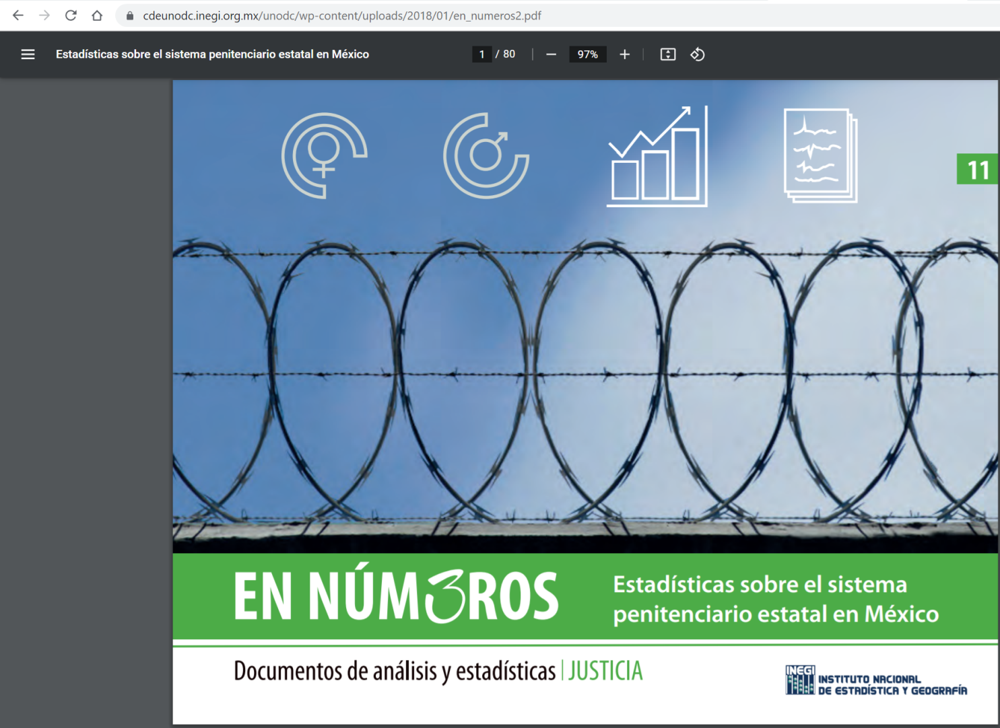 cdeunodc.inegi.org.mx/unodc/wp-content/uploads/2018/01/en_numeros2.pdf
Estadísticas sobre el sistema penitenciario estatal en México
1 / 80
97%
11
EN NÚM3ROS
Estadísticas sobre el sistema
penitenciario estatal en México
Documentos de análisis y estadísticas | JUSTICIA
INEGI
INSTITUTO NACIONAL
DE ESTADÍSTICA Y GEOGRAFÍA